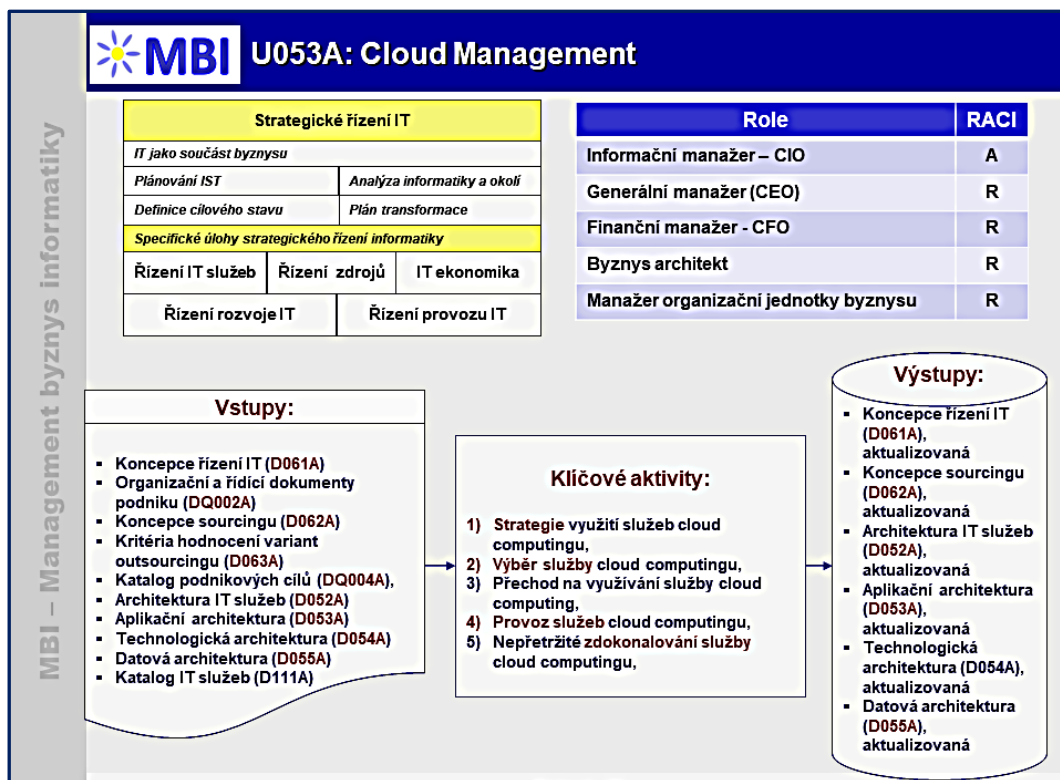 MBI
U053A: Cloud Management
MBI – Management byznys informatiky
Strategické řízení IT
IT jako součást byznysu
Plánování IST
Analýza informatiky a okolí
Definice cílového stavu
Plán transformace
Specifické úlohy strategického řízení informatiky
Řízení IT služeb
Řízení zdrojů
IT ekonomika
Řízení rozvoje IT
Řízení provozu IT
Role RACI
Informační manažer – CIO A
Generální manažer (CEO) R
Finanční manažer - CFO R
Byznys architekt R
Manažer organizační jednotky byznysu R
Vstupy:
▪ Koncepce řízení IT (D061A)
▪ Organizační a řídící dokumenty
podniku (DQ002A)
▪ Koncepce sourcingu (D062A)
▪ Kritéria hodnocení variant
outsourcingu (D063A)
▪ Katalog podnikových cílů (DQ004A),
▪ Architektura IT služeb (D052A)
▪ Aplikační architektura (D053A)
▪ Technologická architektura (D054A)
▪ Datová architektura (D055A)
▪ Katalog IT služeb (D111A)
Klíčové aktivity:
1) Strategie využití služeb cloud
computingu,
2) Výběr služby cloud computingu,
3) Přechod na využívání služby cloud
computing,
4) Provoz služeb cloud computingu,
5) Nepřetržité zdokonalování služby
cloud computingu,
Výstupy:
▪ Koncepce řízení IT
(D061A),
aktualizovaná
▪ Koncepce sourcingu
(D062A),
aktualizovaná
▪ Architektura IT služeb
(D052A),
aktualizovaná
▪ Aplikační architektura
(D053A),
aktualizovaná
▪ Technologická
architektura (D054A),
aktualizovaná
▪ Datová architektura
(D055A),
aktualizovaná